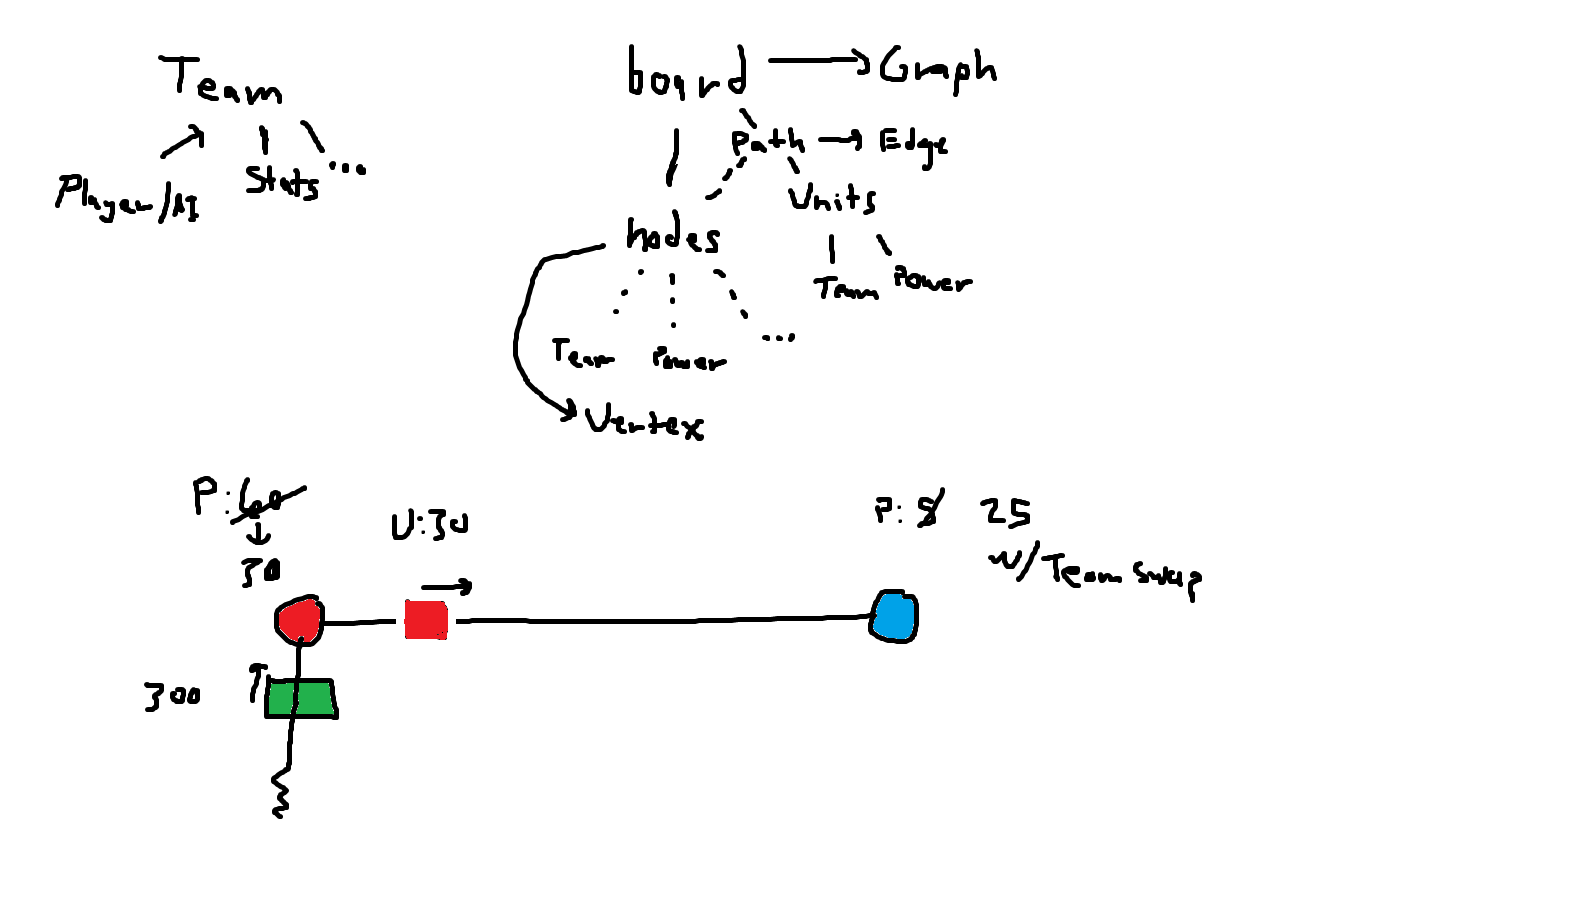 Team
Player/AI
Stats
...
board
Graph
Path
Edge
Units
Team
Power
nodes
Team
Power
...
Vertex
P:60
30
U:30
P: 5 25
w/Team swap
300